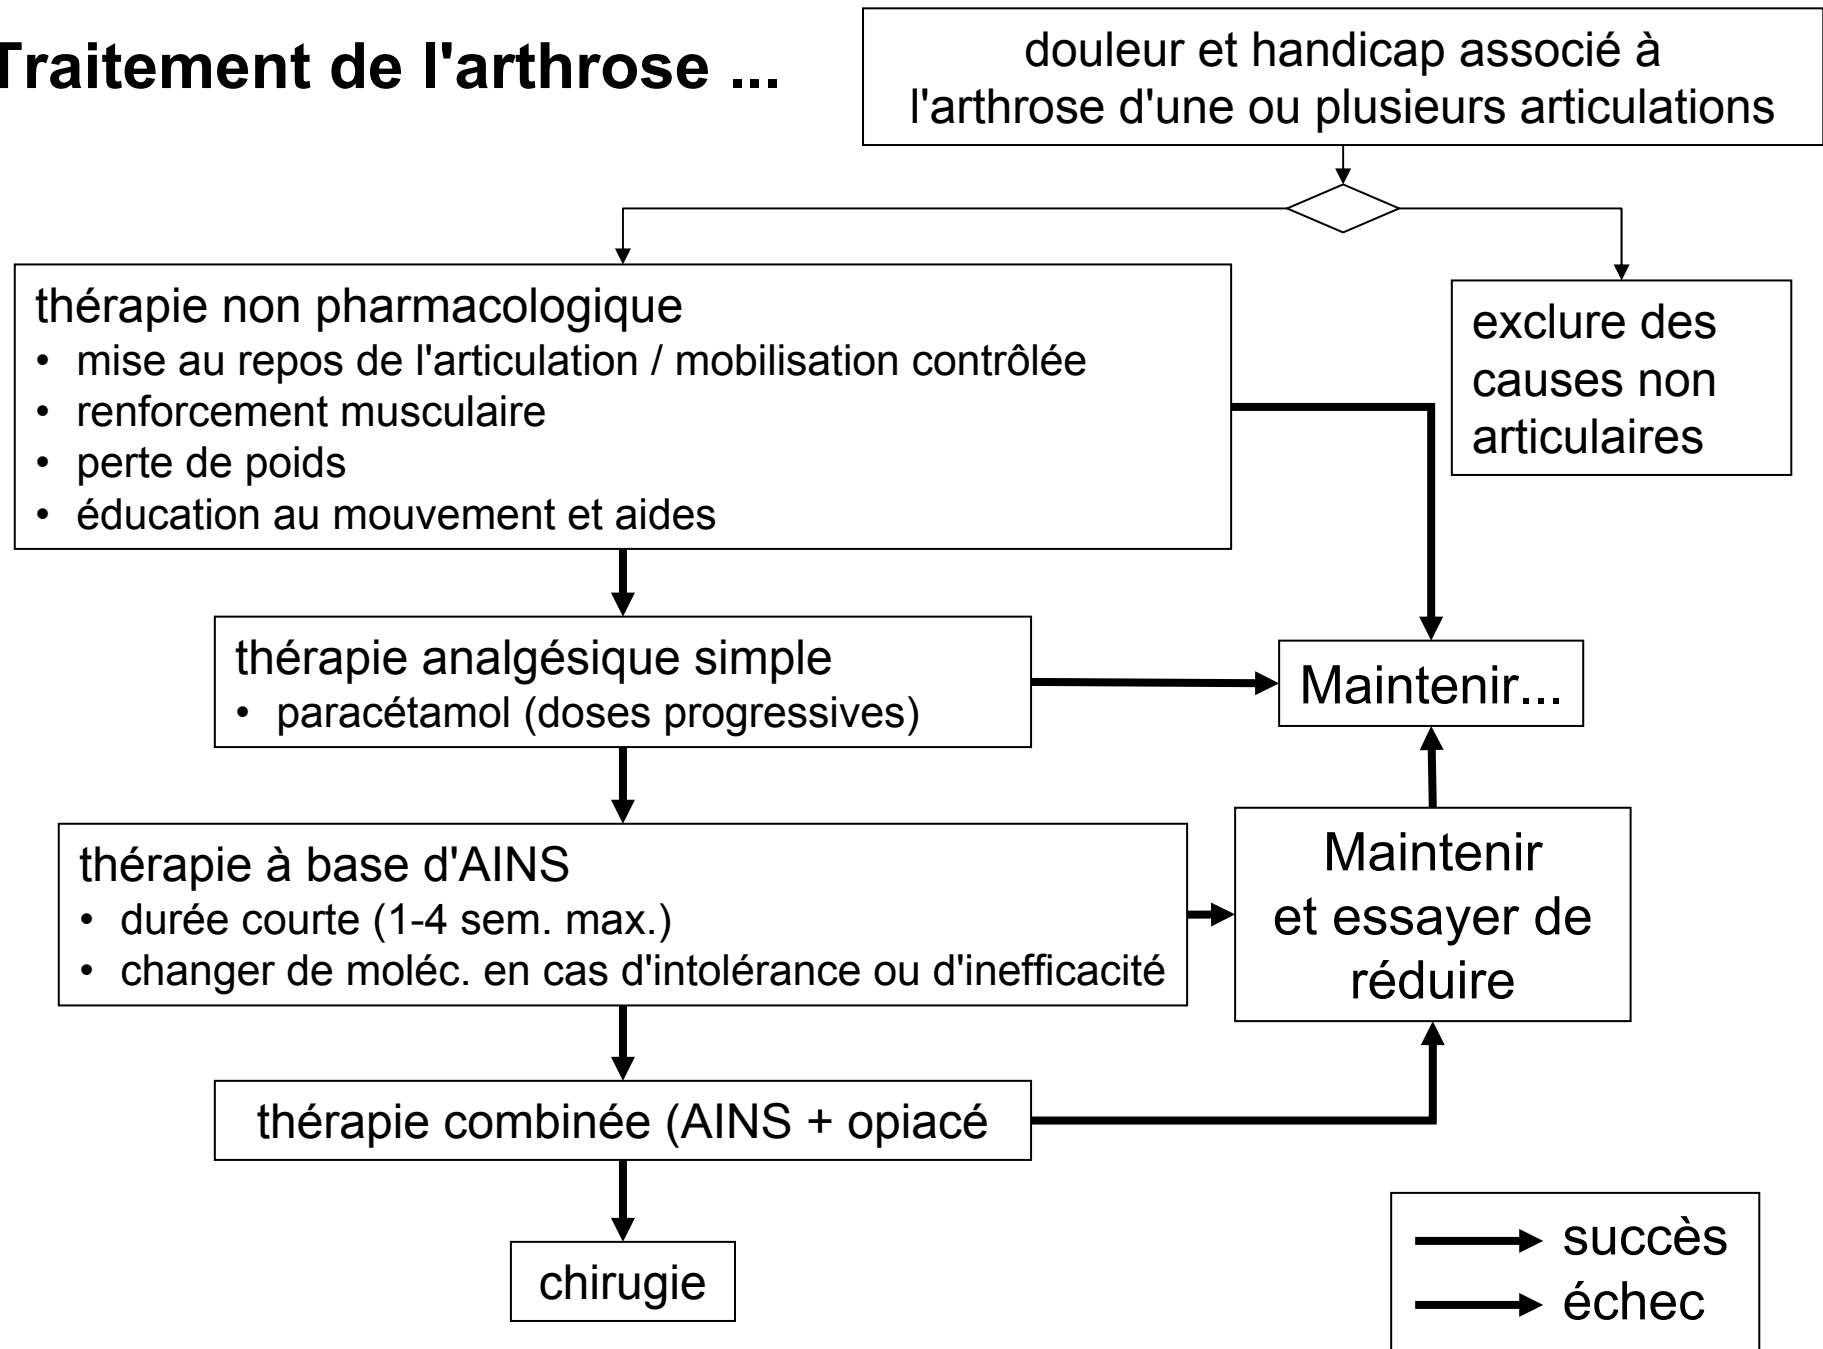 Traitement de l'arthrose ...
douleur et handicap associé à
l'arthrose d'une ou plusieurs articulations
thérapie non pharmacologique
• mise au repos de l'articulation / mobilisation contrôlée
• renforcement musculaire
• perte de poids
• éducation au mouvement et aides
exclure des
causes non
articulaires
thérapie analgésique simple
• paracétamol (doses progressives)
Maintenir...
thérapie à base d'AINS
• durée courte (1-4 sem. max.)
• changer de moléc. en cas d'intolérance ou d'inefficacité
Maintenir
et essayer de
réduire
thérapie combinée (AINS + opiacé
chirugie
succès
échec